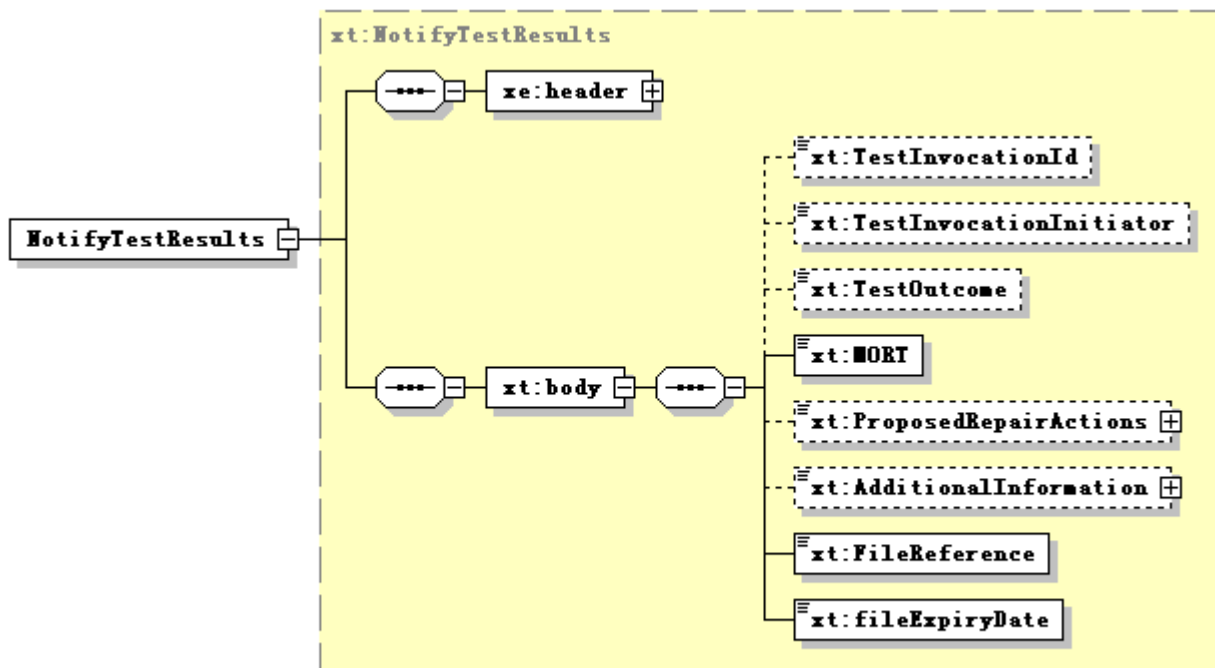 xt:NotifyTestResults
xe:header
xt:TestInvocationId
xt:TestInvocationInitiator
NotifyTestResults
xt:TestOutcome
xt:MORT
xt:body
xt:ProposedRepairActions
xt:AdditionalInformation
xt:FileReference
xt:fileExpiryDate